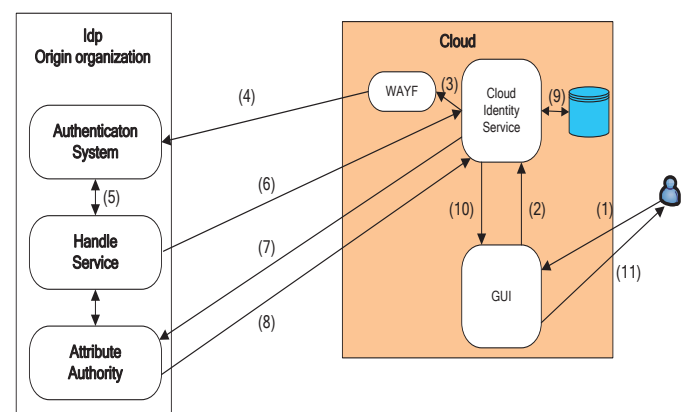 Idp
Origin organization
Cloud
WAYF
(3)
Cloud
Identity
Service
(9)
(4)
Authenticaton
System
(5)
(6)
(10)
(2)
(1)
Handle
Service
(7)
(11)
GUI
(8)
Attribute
Authority